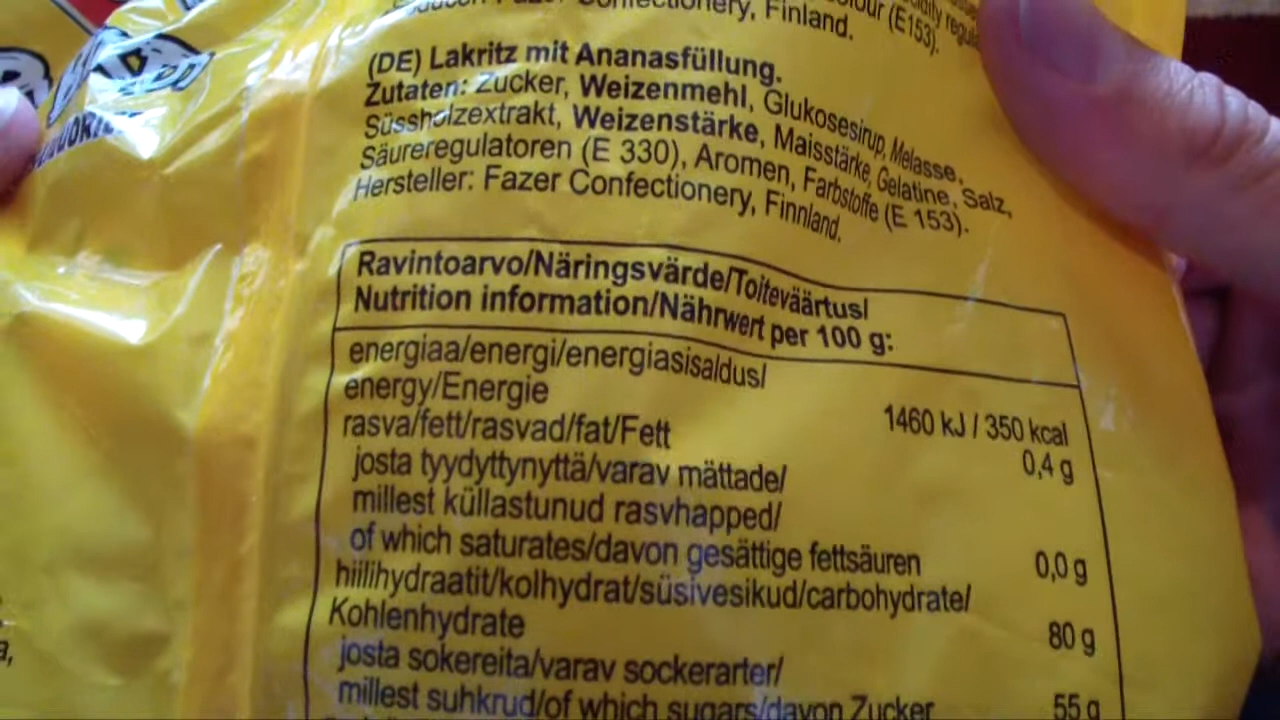 Confectionery, Finland.
(E153).
(DE) Lakritz mit Ananasfüllung.
Zutaten: Zucker, Weizenmehl, Glukosesirup, Melasse,
Süssholzextrakt, Weizenstärke, Maisstärke, Gelatine, Salz,
Säureregulatoren (E 330), Aromen, Farbstoffe (E 153).
Hersteller: Fazer Confectionery, Finnland.
Ravintoarvo/Näringsvärde/Toiteväärtus/
Nutrition information/Nährwert per 100 g:
energiaa/energi/energiasisaldus/
energy/Energie 1460 kJ / 350 kcal
rasva/fett/rasvad/fat/Fett 0,4 g
josta tyydyttynyttä/varav mättade/
millest küllastunud rasvhapped/
of which saturates/davon gesättige fettsäuren 0,0 g
hiilihydraatit/kolhydrat/süsivesikud/carbohydrate/
Kohlenhydrate 80 g
josta sokereita/varav sockerarter/
millest suhkrud/of which sugars/davon Zucker 55 g